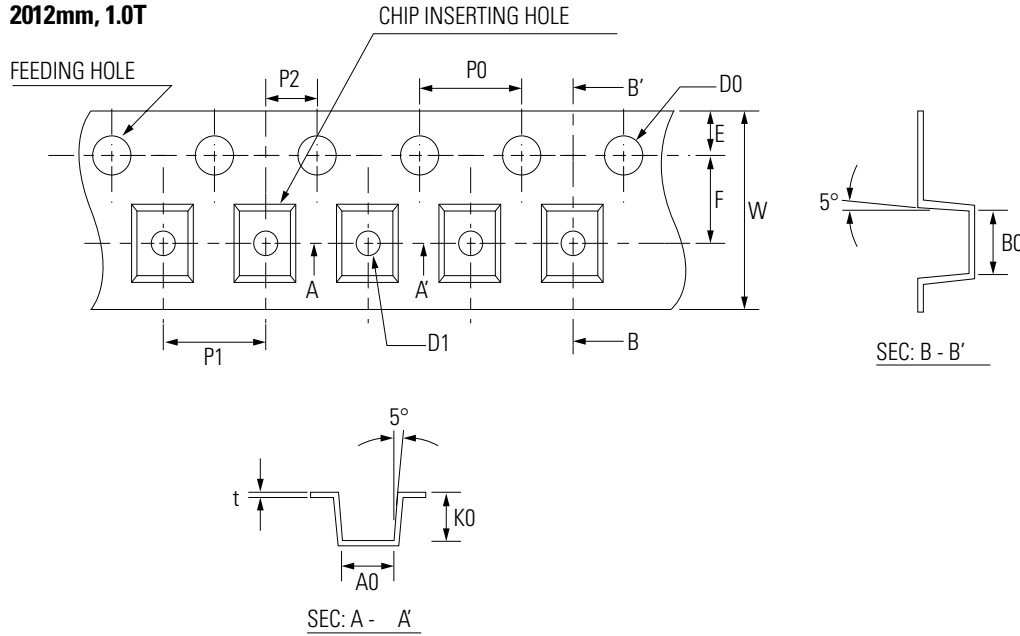 2012mm, 1.0T
CHIP INSERTING HOLE
FEEDING HOLE
P2
P0
B'
D0
E
F
W
5°
B0
A
A'
P1
D1
B
SEC: B - B'
5°
t
K0
A0
SEC: A - A'